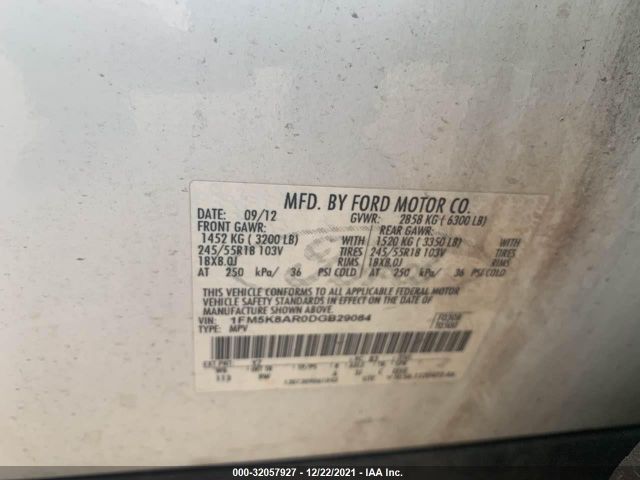 MFD. BY FORD MOTOR CO.
DATE: 09/12 GVWR: 2858 KG ( 6300 LB)
FRONT GAWR: REAR GAWR:
1452 KG ( 3200 LB) WITH 1520 KG ( 3350 LB) WITH
245/55R18 103V TIRES 245/55R18 103V TIRES
18X8.0J RIMS 18X8.0J RIMS
AT 250 kPa/ 36 PSI COLD AT 250 kPa/ 36 PSI COLD
THIS VEHICLE CONFORMS TO ALL APPLICABLE FEDERAL MOTOR
VEHICLE SAFETY STANDARDS IN EFFECT ON THE DATE OF
MANUFACTURE SHOWN ABOVE.
VIN: 1FM5K8AR0DGB29084
TYPE: MPV
EXT PNT:
113
000-32057927 - 12/22/2021 - IAA Inc.